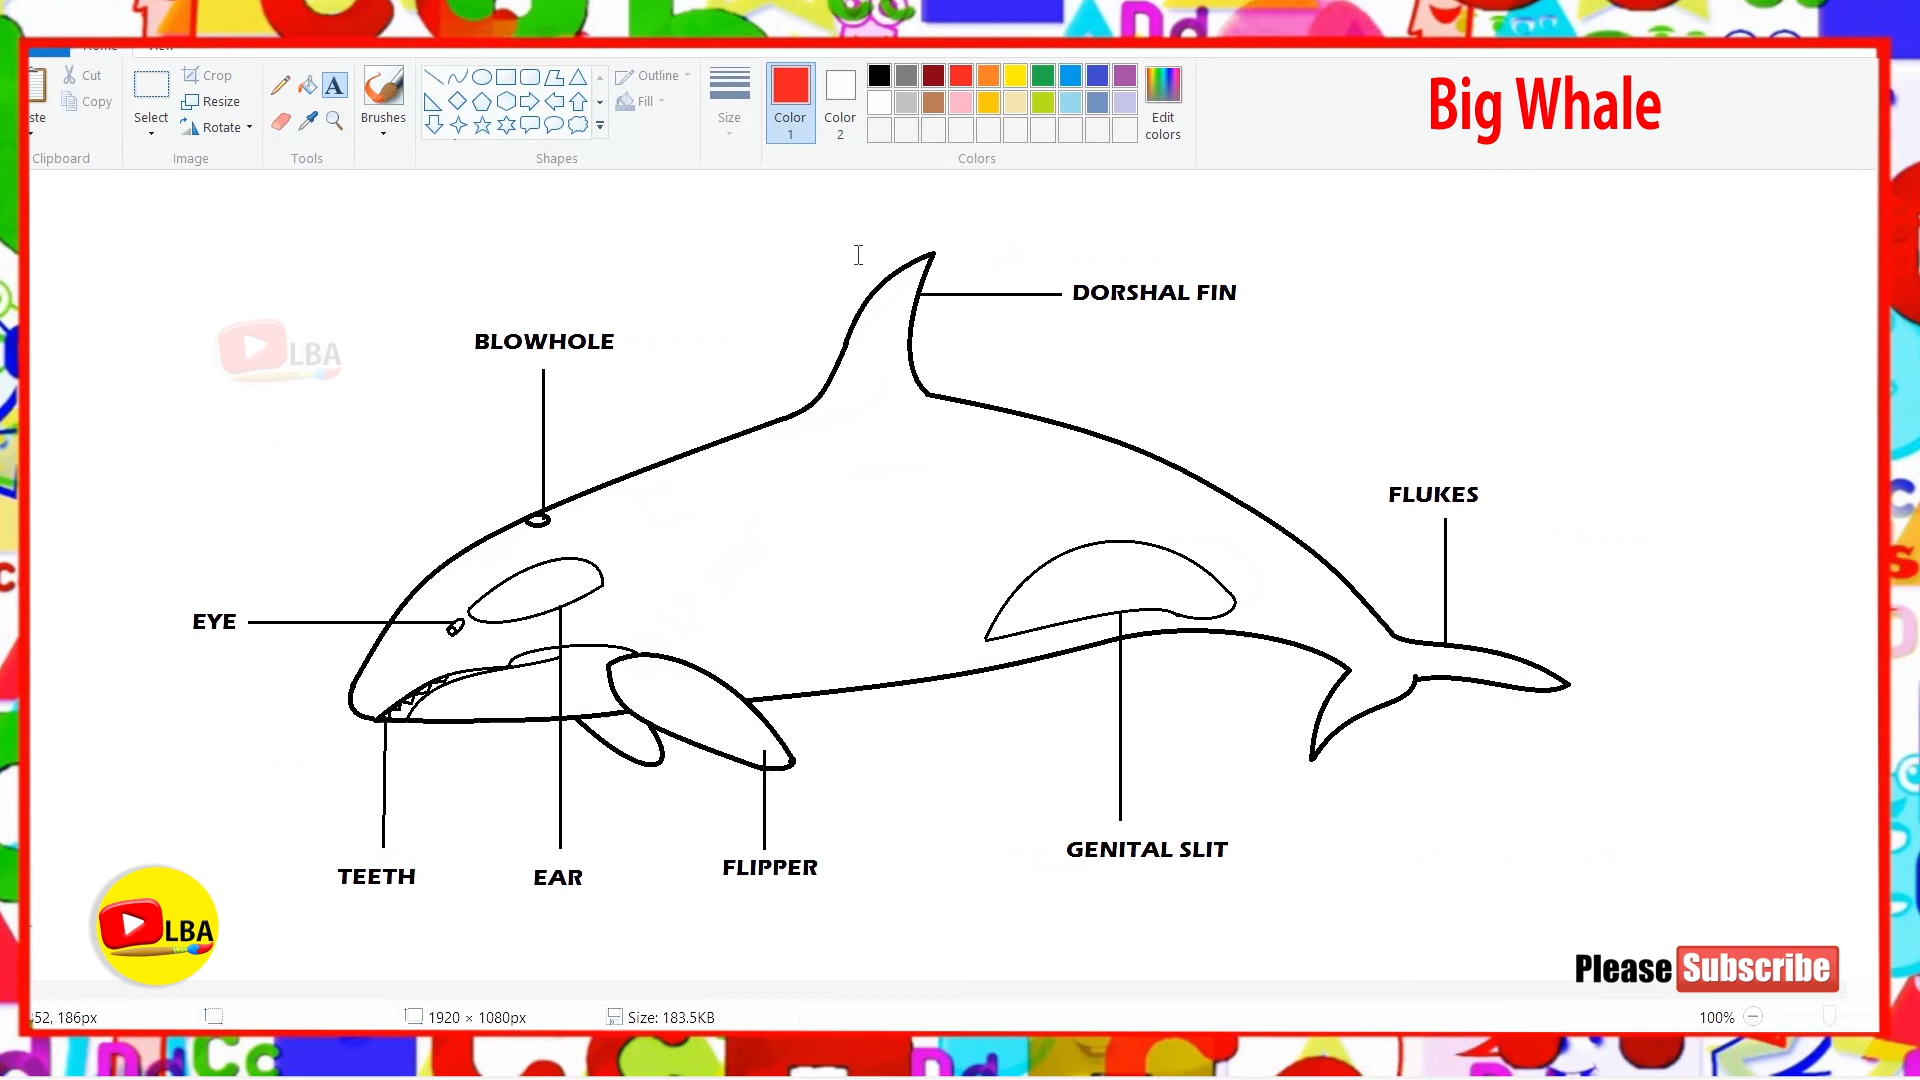 Home View
Cut
Copy
Clipboard
Select
Crop
Resize
Rotate
Image
Tools
Brushes
Shapes
Outline
Fill
Size
Color
1
Color
2
Edit
colors
Colors
Big Whale
DORSHAL FIN
BLOWHOLE
LBA
FLUKES
EYE
TEETH
EAR
FLIPPER
GENITAL SLIT
LBA
Please Subscribe
52, 186px
1920 × 1080px
Size: 183.5KB
100%